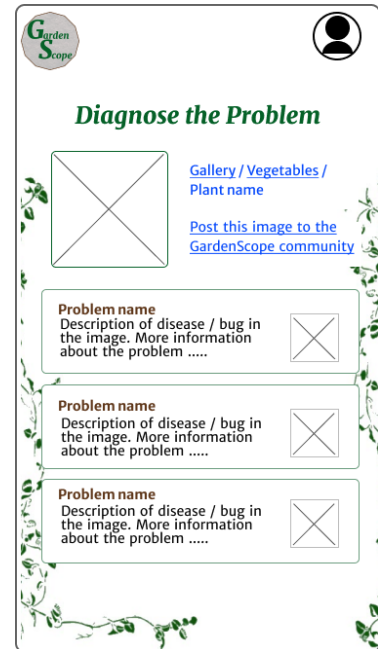 Garden
Scope
Diagnose the Problem
Gallery / Vegetables /
Plant name
Post this image to the
GardenScope community
Problem name
Description of disease / bug in
the image. More information
about the problem .....
Problem name
Description of disease / bug in
the image. More information
about the problem .....
Problem name
Description of disease / bug in
the image. More information
about the problem .....